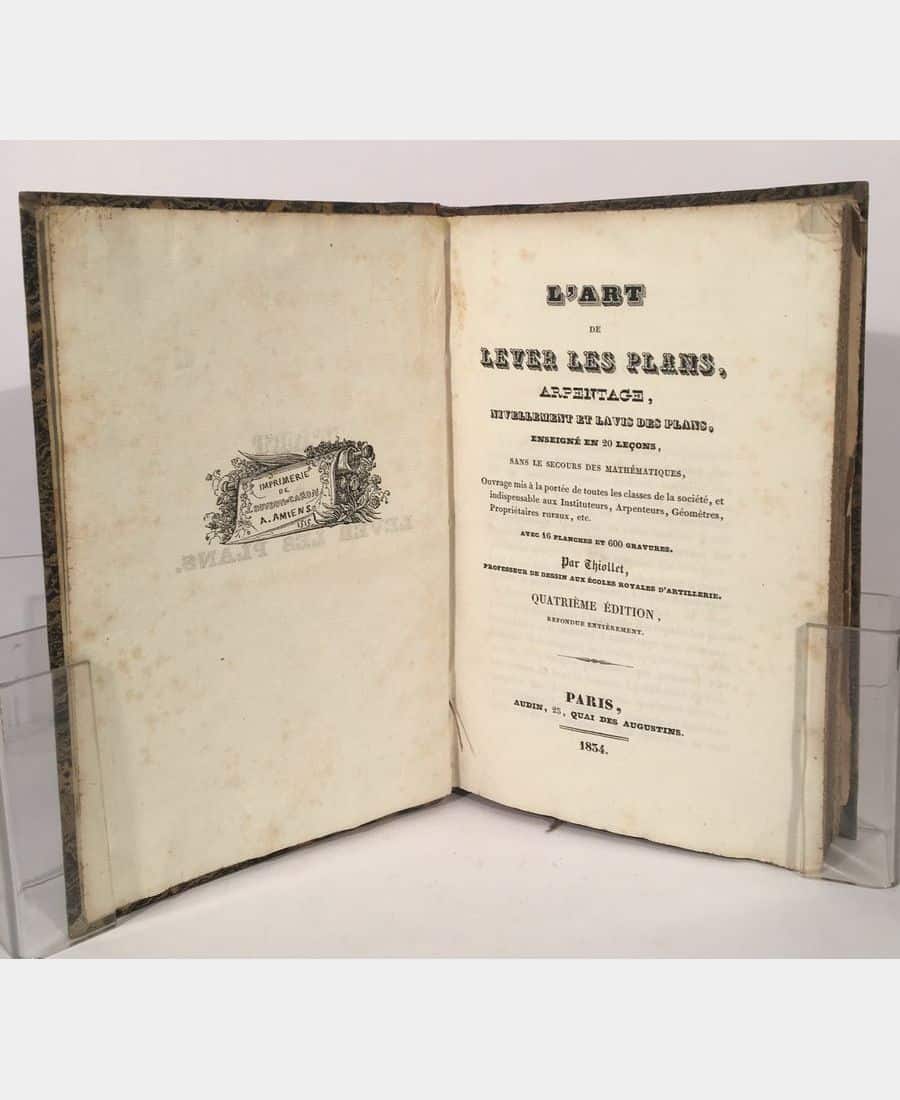 IMPRIMERIE
DE
CARON
A. AMIENS
L'ART
DE
LEVER LES PLANS,
ARPENTAGE,
NIVELLEMENT ET LAVIS DES PLANS,
ENSEIGNÉ EN 20 LEÇONS,
SANS LE SECOURS DES MATHÉMATIQUES,
Ouvrage mis à la portée de toutes les classes de la société, et
indispensable aux Instituteurs, Arpenteurs, Géomètres,
Propriétaires ruraux, etc.
AVEC 16 PLANCHES ET 600 GRAVURES.
Par Thiollet,
PROFESSEUR DE DESSIN AUX ÉCOLES ROYALES D'ARTILLERIE.
QUATRIÈME ÉDITION,
REFONDUE ENTIÈREMENT.
PARIS,
AUDIN, 25, QUAI DES AUGUSTINS.
1834.